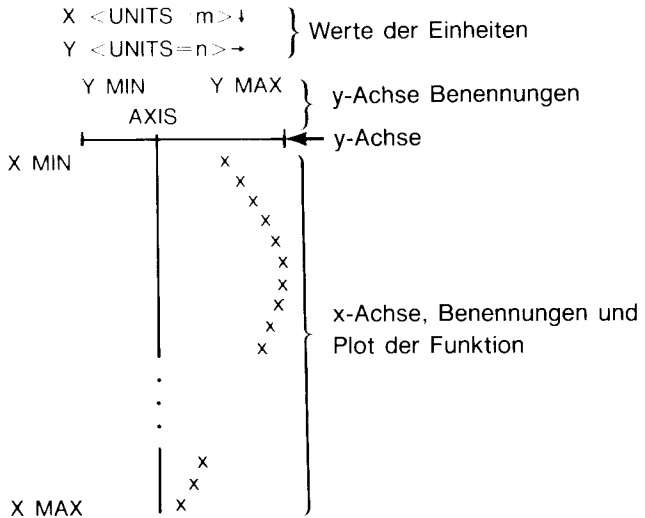 X <UNITS m>↓
Y <UNITS=n>→
Werte der Einheiten
Y MIN Y MAX
AXIS
y-Achse Benennungen
y-Achse
X MIN
x
x
x
x
x
x
x
x
x
x
x-Achse, Benennungen und
Plot der Funktion
x
x
x
X MAX